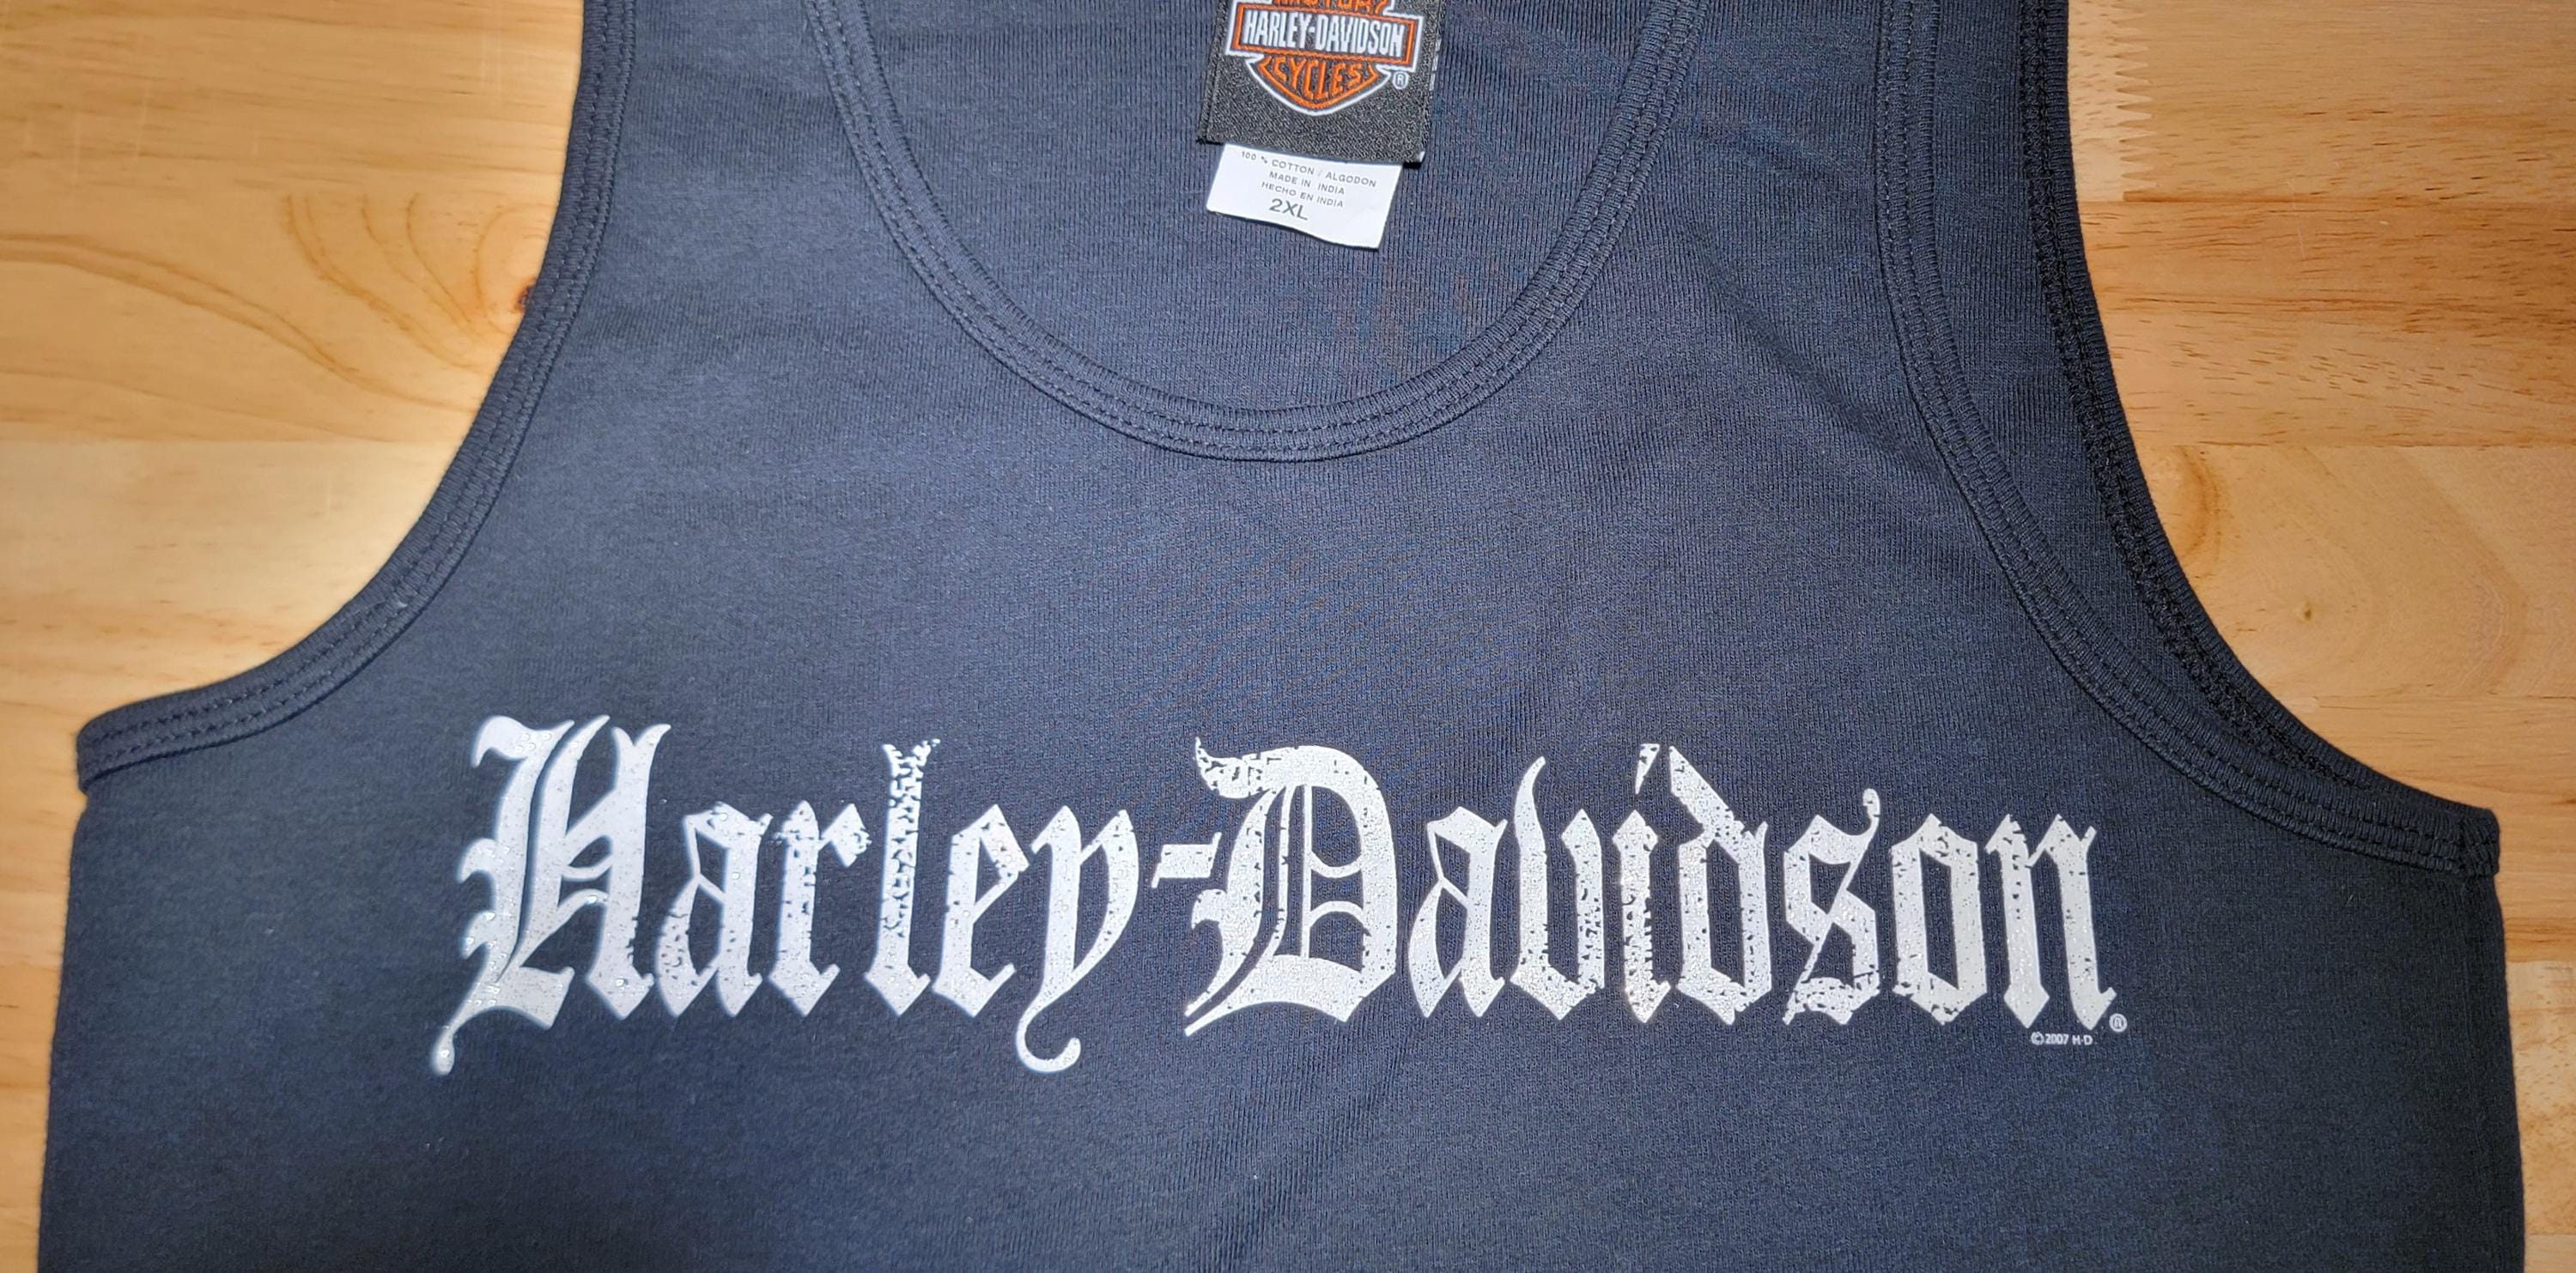 HARLEY-DAVIDSON
CYCLES ®
100 % COTTON / ALGODON
MADE IN INDIA
HECHO EN INDIA
2XL
Harley-Davidson®
©2007 H-D